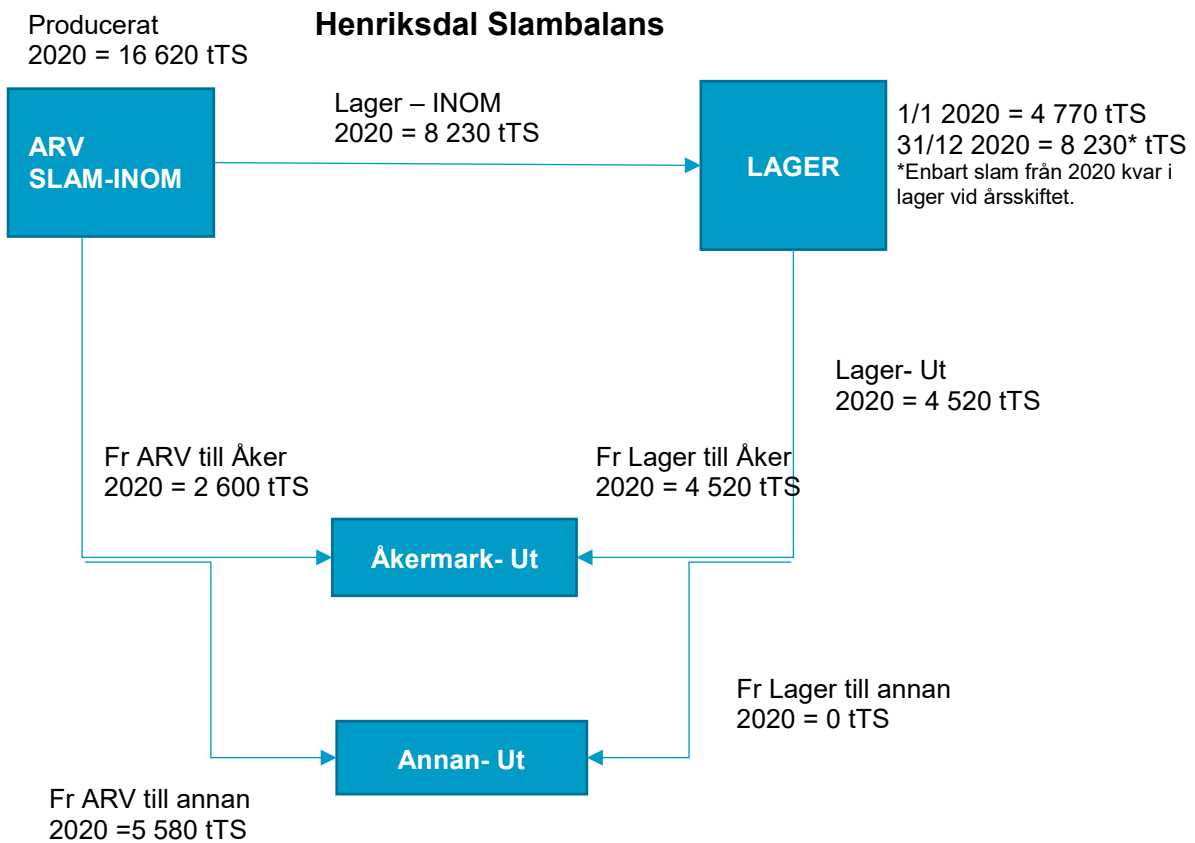 Henriksdal Slambalans
Producerat
2020 = 16 620 tTS
ARV
SLAM-INOM
Lager – INOM
2020 = 8 230 tTS
LAGER
1/1 2020 = 4 770 tTS
31/12 2020 = 8 230* tTS
*Enbart slam från 2020 kvar i
lager vid årsskiftet.
Lager- Ut
2020 = 4 520 tTS
Fr ARV till Åker
2020 = 2 600 tTS
Fr Lager till Åker
2020 = 4 520 tTS
Åkermark- Ut
Fr Lager till annan
2020 = 0 tTS
Annan- Ut
Fr ARV till annan
2020 =5 580 tTS